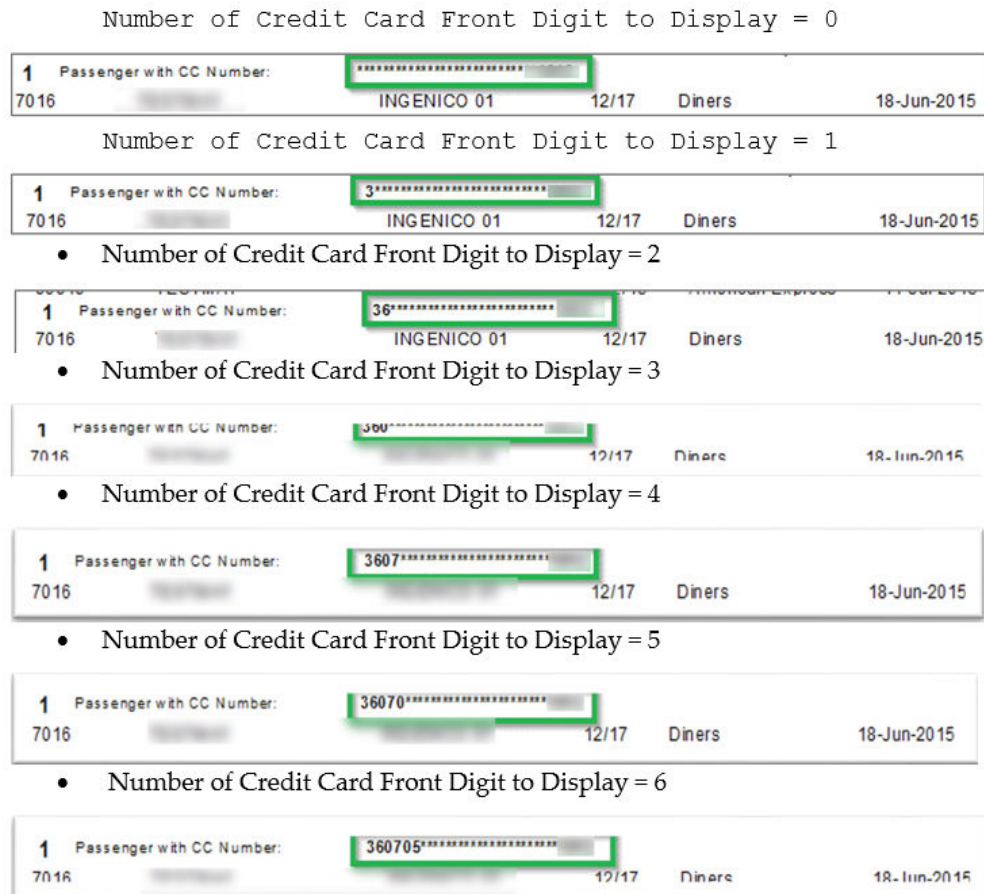 Number of Credit Card Front Digit to Display = 0
1 Passenger with CC Number: ***************************
7016 INGENICO 01 12/17 Diners 18-Jun-2015
Number of Credit Card Front Digit to Display = 1
1 Passenger with CC Number: 3***************************
7016 INGENICO 01 12/17 Diners 18-Jun-2015
• Number of Credit Card Front Digit to Display = 2
1 Passenger with CC Number: 36**************************
7016 INGENICO 01 12/17 Diners 18-Jun-2015
• Number of Credit Card Front Digit to Display = 3
1 Passenger with CC Number: 360*************************
7016 12/17 Diners 18-Jun-2015
• Number of Credit Card Front Digit to Display = 4
1 Passenger with CC Number: 3607************************
7016 12/17 Diners 18-Jun-2015
• Number of Credit Card Front Digit to Display = 5
1 Passenger with CC Number: 36070***********************
7016 12/17 Diners 18-Jun-2015
• Number of Credit Card Front Digit to Display = 6
1 Passenger with CC Number: 360705**********************
7016 12/17 Diners 18-Jun-2015